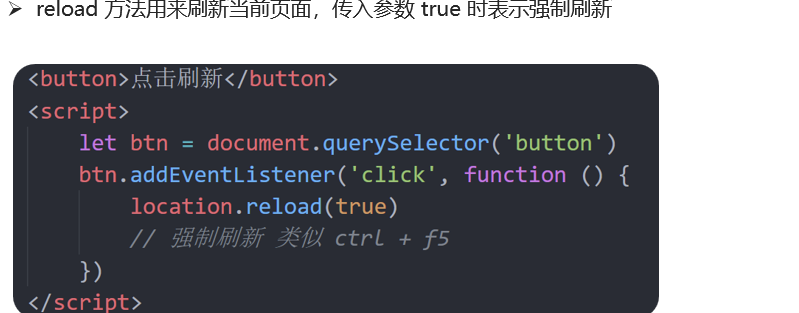 ➢ reload 方法用来刷新当前页面，传入参数 true 时表示强制刷新
<button>点击刷新</button>
<script>
    let btn = document.querySelector('button')
    btn.addEventListener('click', function () {
        location.reload(true)
        // 强制刷新 类似 ctrl + f5
    })
</script>